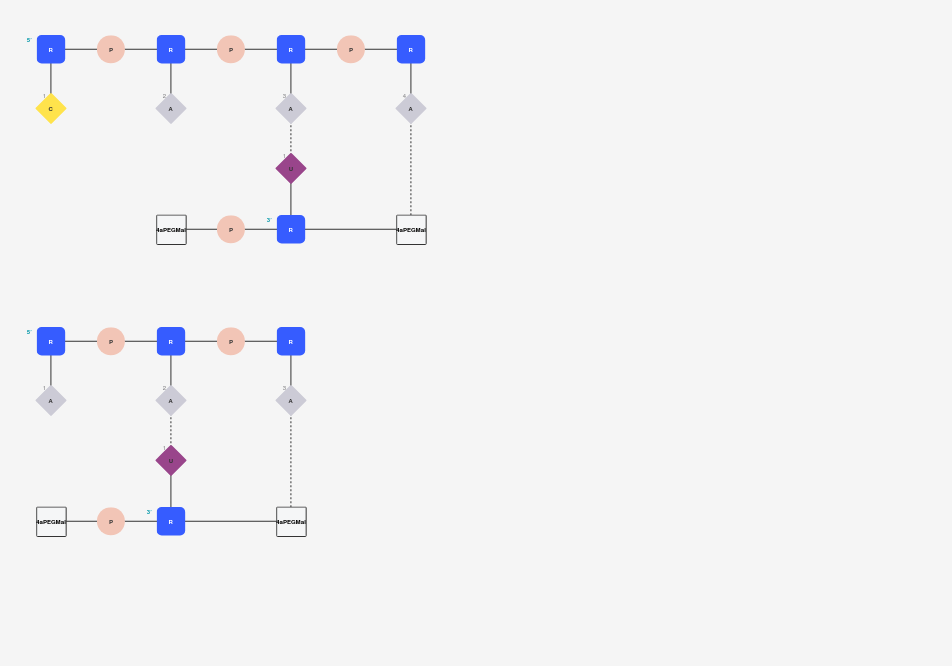 5'
R P R P R P R
1 2 3 4
C A A A
1
U
3'
4aPEGMal P R 4aPEGMal
5'
R P R P R
1 2 3
A A A
1
U
3'
4aPEGMal P R 4aPEGMal